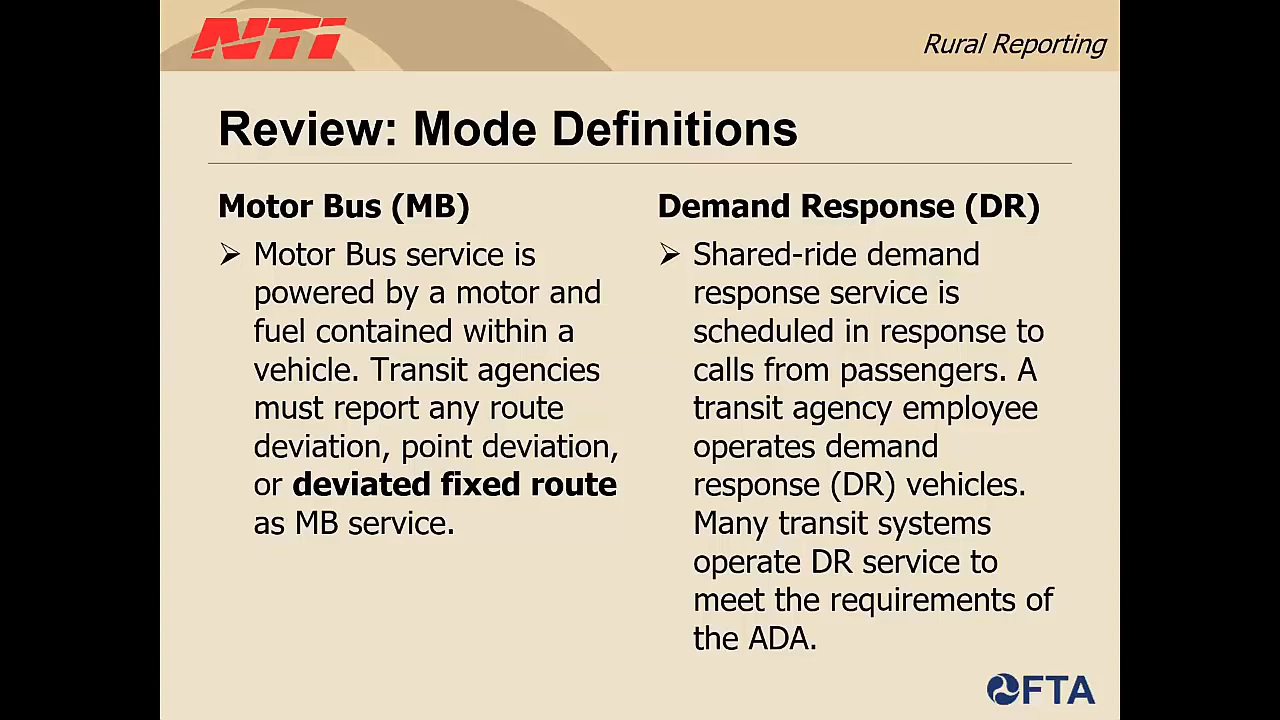 NTI
Rural Reporting
Review: Mode Definitions
Motor Bus (MB)
Motor Bus service is
powered by a motor and
fuel contained within a
vehicle. Transit agencies
must report any route
deviation, point deviation,
or deviated fixed route
as MB service.
Demand Response (DR)
Shared-ride demand
response service is
scheduled in response to
calls from passengers. A
transit agency employee
operates demand
response (DR) vehicles.
Many transit systems
operate DR service to
meet the requirements of
the ADA.
FTA